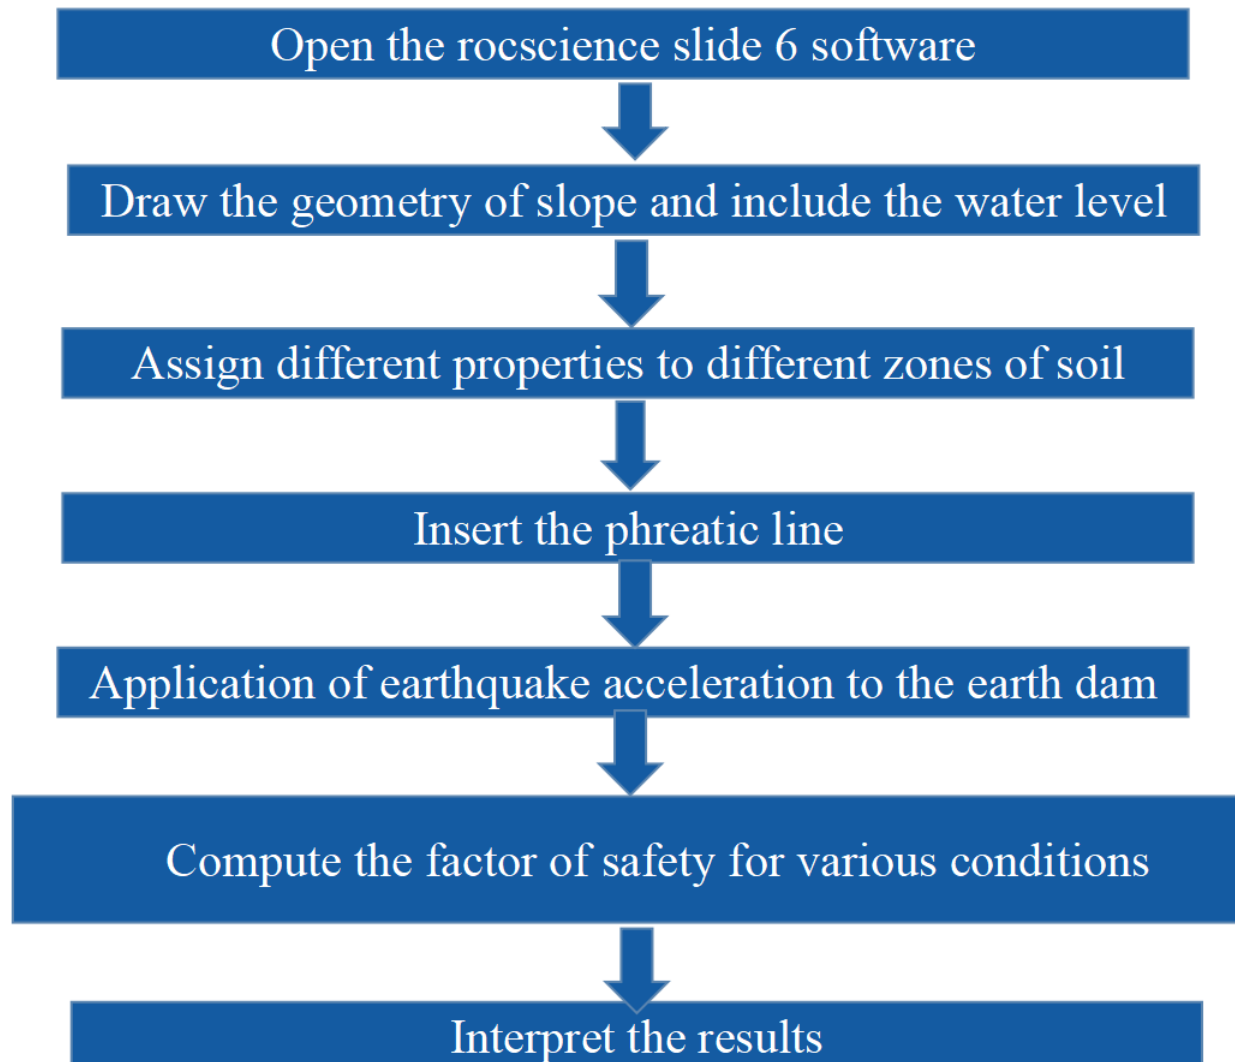 Open the rocscience slide 6 software
Draw the geometry of slope and include the water level
Assign different properties to different zones of soil
Insert the phreatic line
Application of earthquake acceleration to the earth dam
Compute the factor of safety for various conditions
Interpret the results